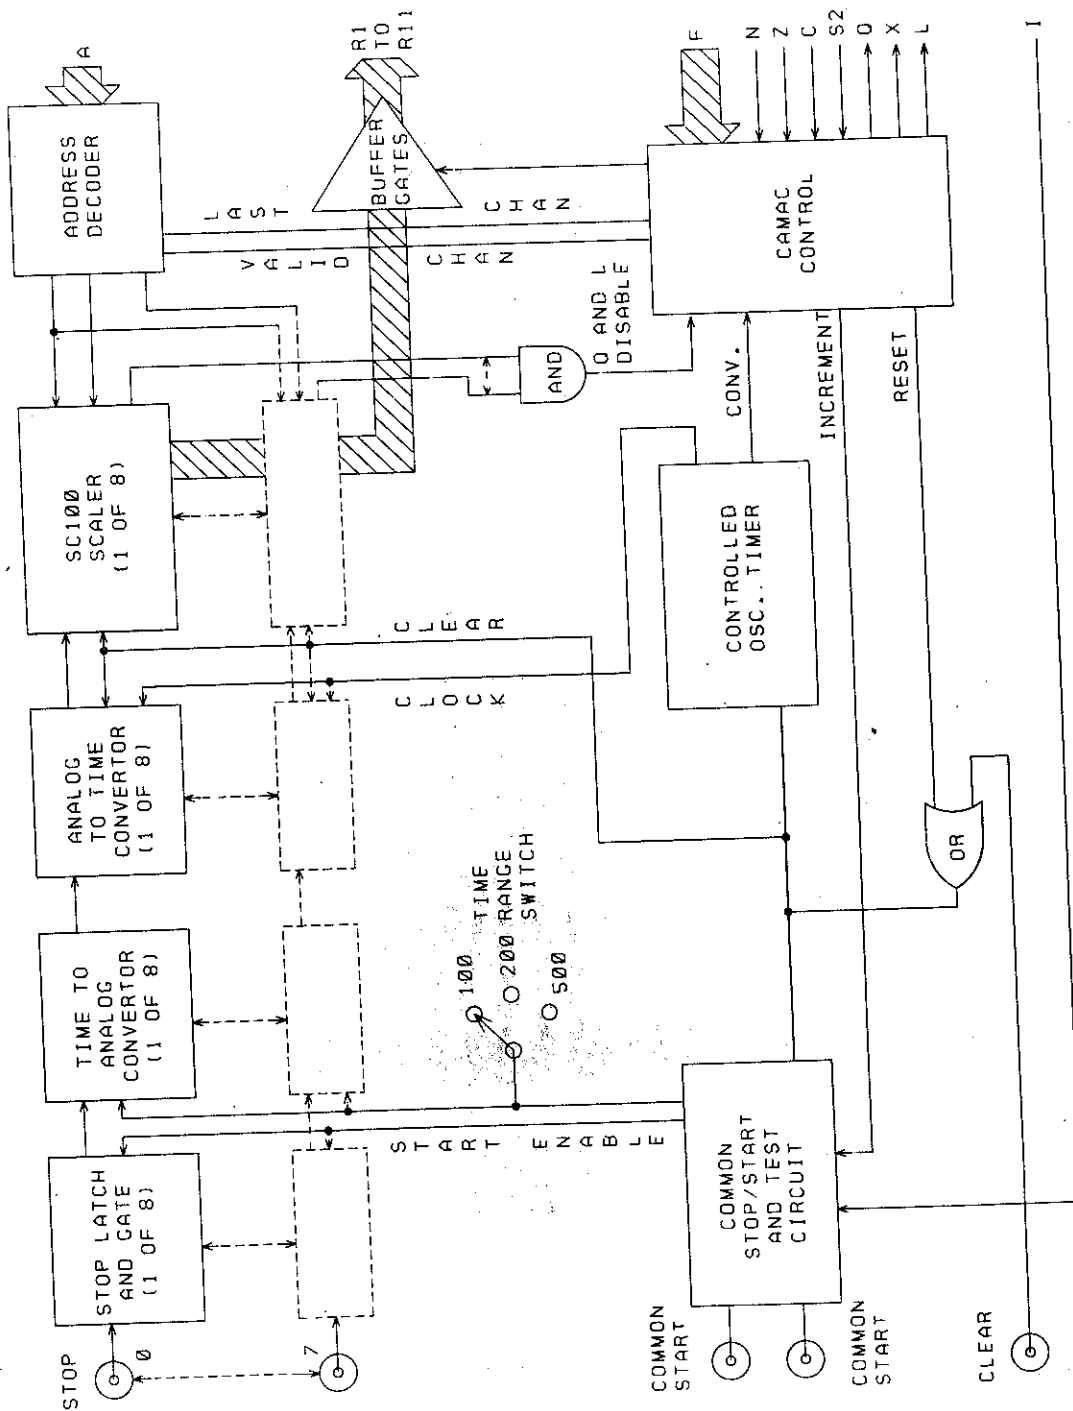 STOP
0
7
STOP LATCH
AND GATE
(1 OF 8)
TIME TO
ANALOG
CONVERTOR
(1 OF 8)
ANALOG
TO TIME
CONVERTOR
(1 OF 8)
SC100
SCALER
(1 OF 8)
ADDRESS
DECODER
A
START ENABLE
100
200
500
TIME
RANGE
SWITCH
CLOCK
CLEAR
VALID CHAN
LAST CHAN
BUFFER
GATES
R1
TO
R11
AND
Q AND L
DISABLE
COMMON
START
COMMON
START
COMMON
STOP/START
AND TEST
CIRCUIT
CONTROLLED
OSC..TIMER
CONV.
INCREMENT
RESET
CAMAC
CONTROL
F
N
Z
C
S2
Q
X
L
OR
CLEAR
I